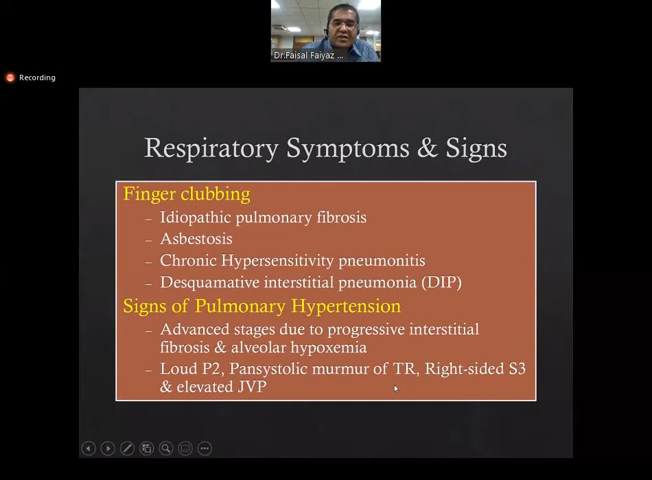 Dr.Faisal Faiyaz ...
Recording
Respiratory Symptoms & Signs
Finger clubbing
– Idiopathic pulmonary fibrosis
– Asbestosis
– Chronic Hypersensitivity pneumonitis
– Desquamative interstitial pneumonia (DIP)
Signs of Pulmonary Hypertension
– Advanced stages due to progressive interstitial
fibrosis & alveolar hypoxemia
– Loud P2, Pansystolic murmur of TR, Right-sided S3
& elevated JVP